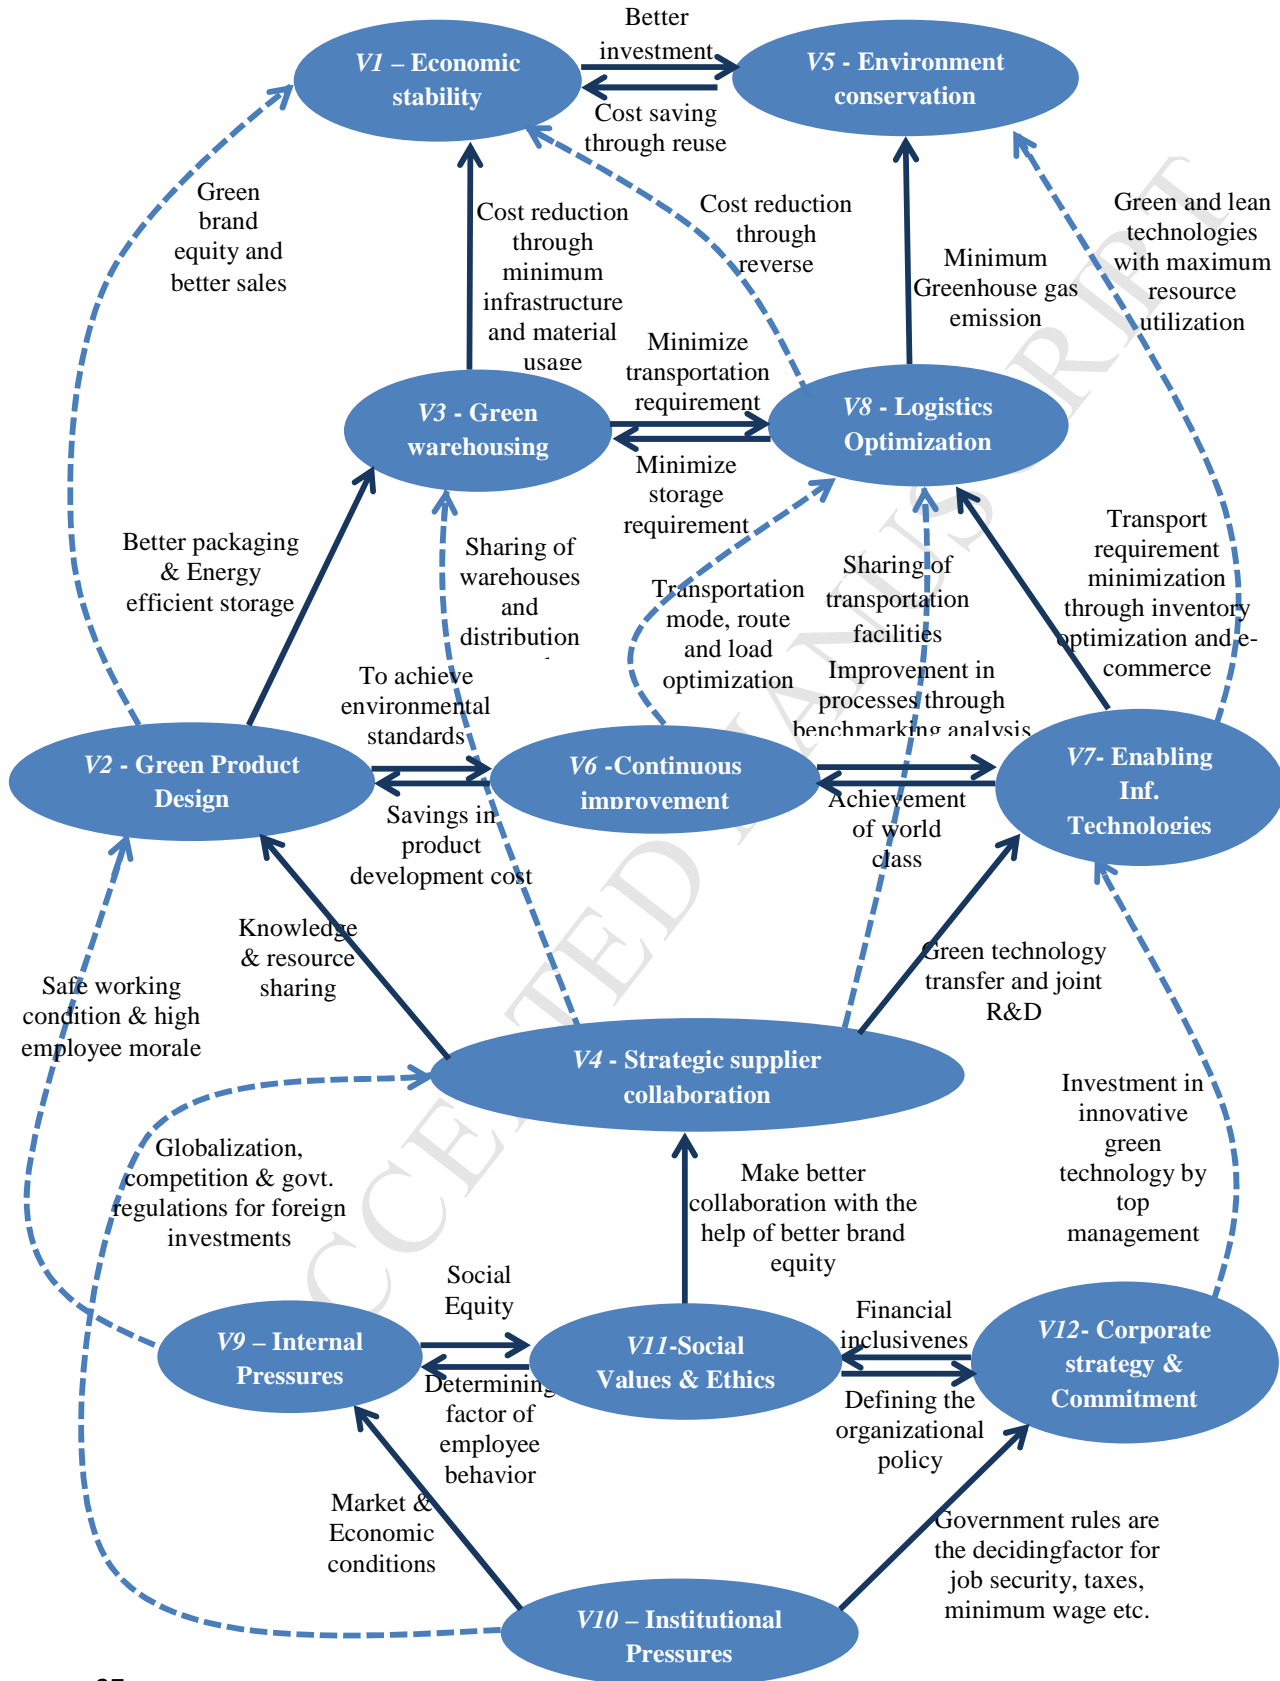 Better
investment
V1 – Economic
stability
V5 - Environment
conservation
Cost saving
through reuse
Green
brand
equity and
better sales
Cost reduction
through
minimum
infrastructure
and material
usage
Cost reduction
through
reverse
Minimum
Greenhouse gas
emission
Green and lean
technologies
with maximum
resource
utilization
Minimize
transportation
requirement
V3 - Green
warehousing
V8 - Logistics
Optimization
Minimize
storage
requirement
Better packaging
& Energy
efficient storage
Sharing of
warehouses
and
distribution
Transportation
mode, route
and load
optimization
Sharing of
transportation
facilities
Transport
requirement
minimization
through inventory
optimization and e-
commerce
To achieve
environmental
standards
Improvement in
processes through
benchmarking analysis
V2 - Green Product
Design
V6 -Continuous
improvement
V7- Enabling
Inf.
Technologies
Savings in
product
development cost
Achievement
of world
class
Knowledge
& resource
sharing
Green technology
transfer and joint
R&D
Safe working
condition & high
employee morale
V4 - Strategic supplier
collaboration
Investment in
innovative
green
technology by
top
management
Globalization,
competition & govt.
regulations for foreign
investments
Make better
collaboration with the
help of better brand
equity
Social
Equity
Financial
inclusivenes
V9 – Internal
Pressures
V11-Social
Values & Ethics
V12- Corporate
strategy &
Commitment
Determining
factor of
employee
behavior
Defining the
organizational
policy
Market &
Economic
conditions
Government rules are
the decidingfactor for
job security, taxes,
minimum wage etc.
V10 – Institutional
Pressures